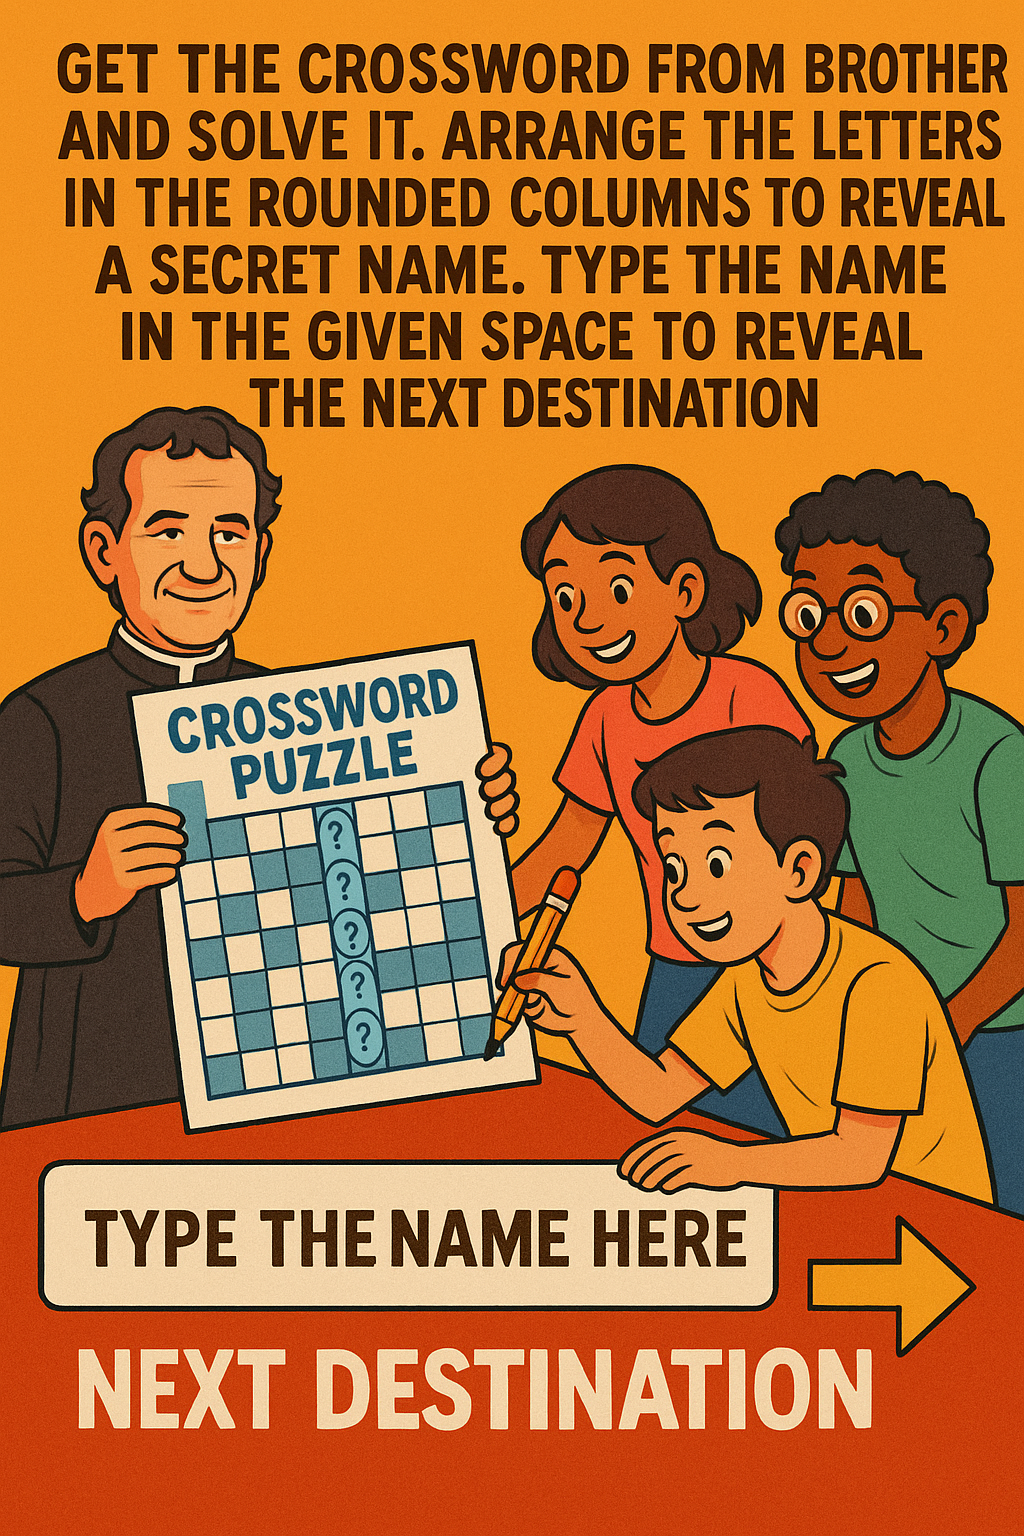 GET THE CROSSWORD FROM BROTHER
AND SOLVE IT. ARRANGE THE LETTERS
IN THE ROUNDED COLUMNS TO REVEAL
A SECRET NAME. TYPE THE NAME
IN THE GIVEN SPACE TO REVEAL
THE NEXT DESTINATION
CROSSWORD
PUZZLE
?
?
?
?
?
TYPE THE NAME HERE
NEXT DESTINATION